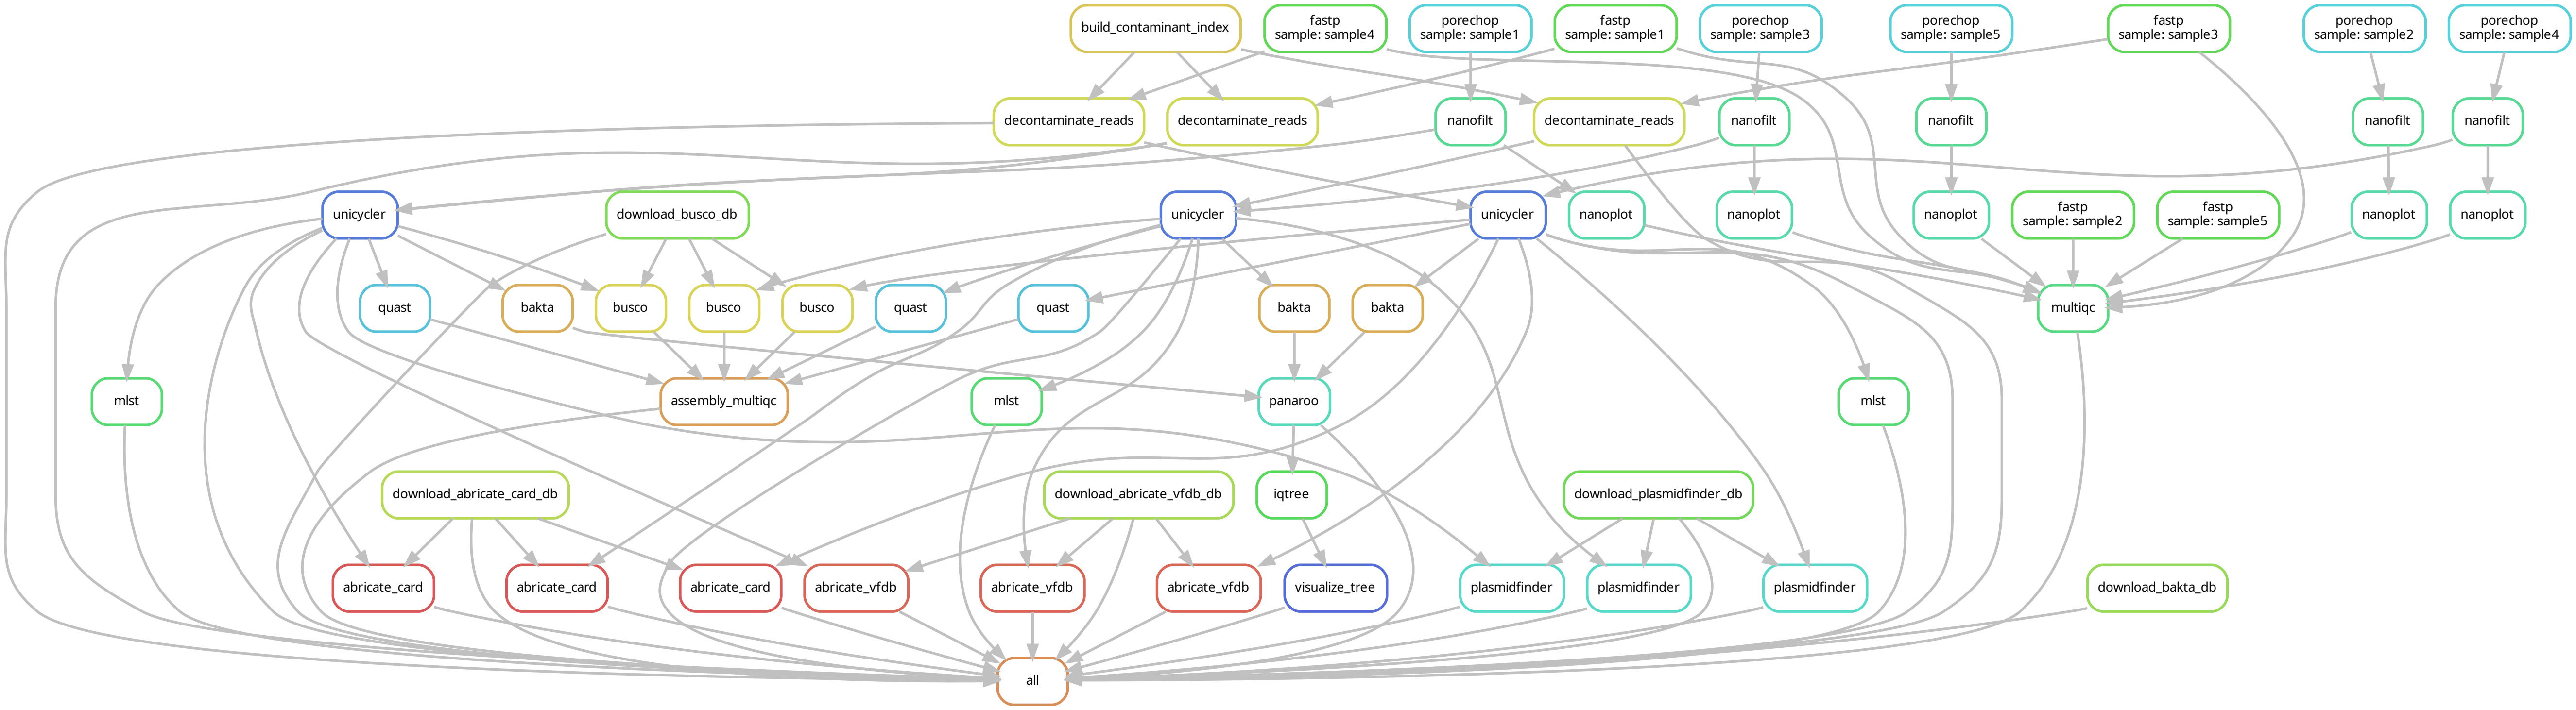 build_contaminant_index
fastp
sample: sample4
porechop
sample: sample1
fastp
sample: sample1
porechop
sample: sample3
porechop
sample: sample5
fastp
sample: sample3
porechop
sample: sample2
porechop
sample: sample4
decontaminate_reads
decontaminate_reads
nanofilt
decontaminate_reads
nanofilt
nanofilt
nanofilt
nanofilt
unicycler
download_busco_db
unicycler
unicycler
nanoplot
nanoplot
nanoplot
fastp
sample: sample2
fastp
sample: sample5
nanoplot
nanoplot
quast
bakta
busco
busco
busco
quast
quast
bakta
bakta
multiqc
mlst
assembly_multiqc
mlst
panaroo
mlst
download_abricate_card_db
download_abricate_vfdb_db
iqtree
download_plasmidfinder_db
abricate_card
abricate_card
abricate_card
abricate_vfdb
abricate_vfdb
abricate_vfdb
visualize_tree
plasmidfinder
plasmidfinder
plasmidfinder
download_bakta_db
all